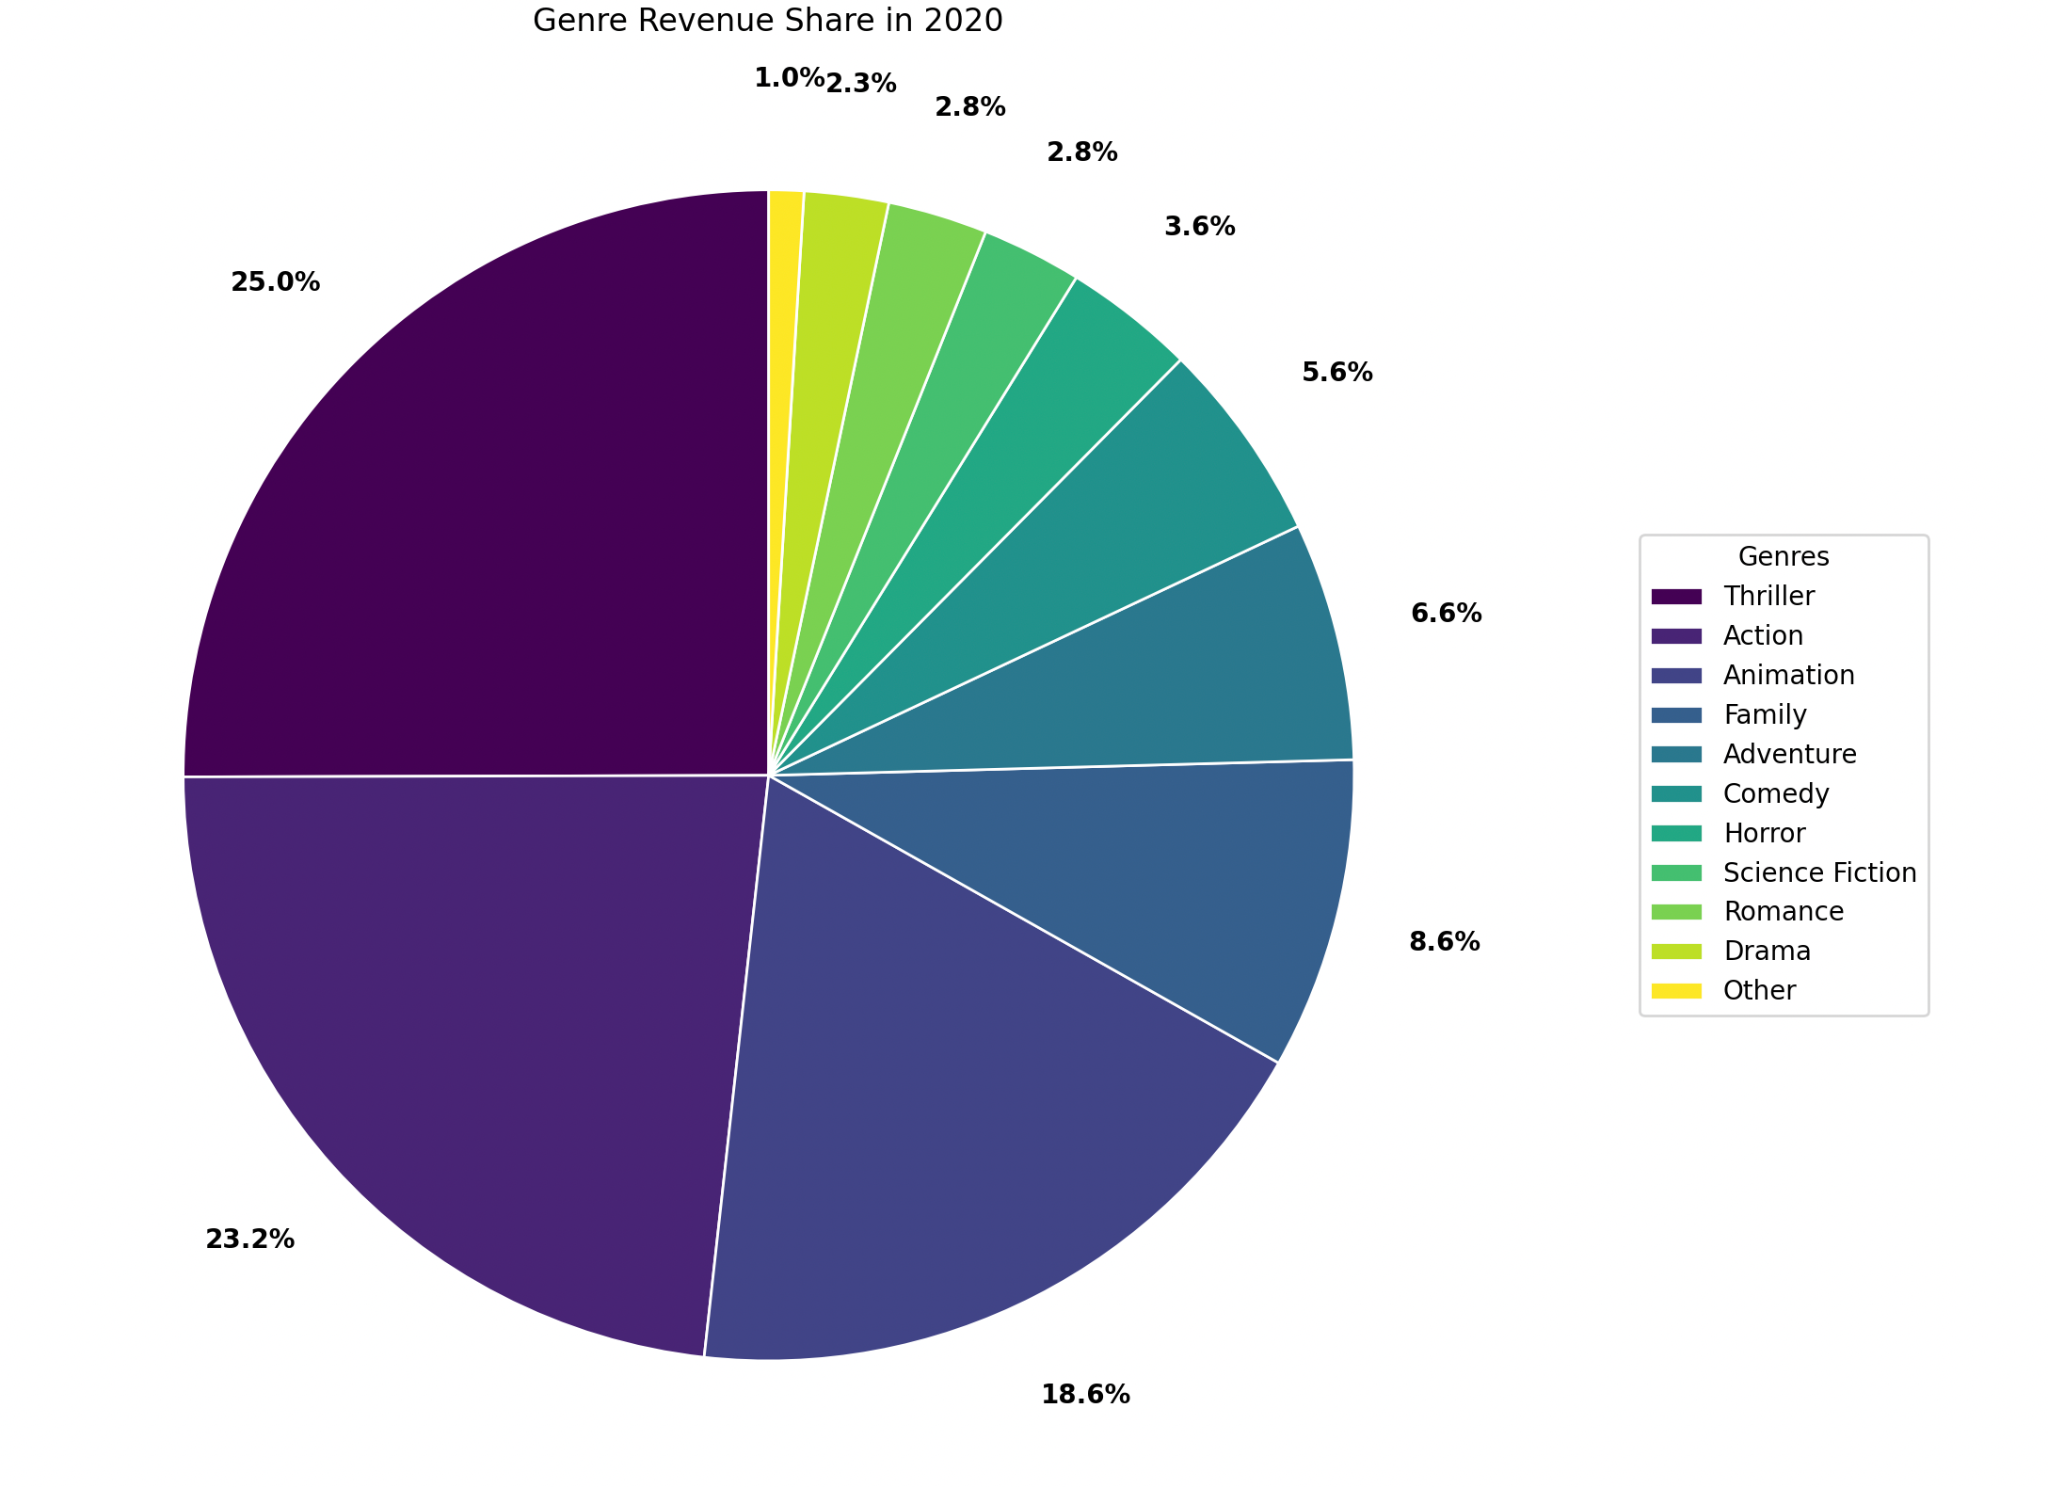 Genre Revenue Share in 2020
1.0%
2.3%
2.8%
2.8%
3.6%
25.0%
5.6%
6.6%
8.6%
23.2%
18.6%
Genres
Thriller
Action
Animation
Family
Adventure
Comedy
Horror
Science Fiction
Romance
Drama
Other